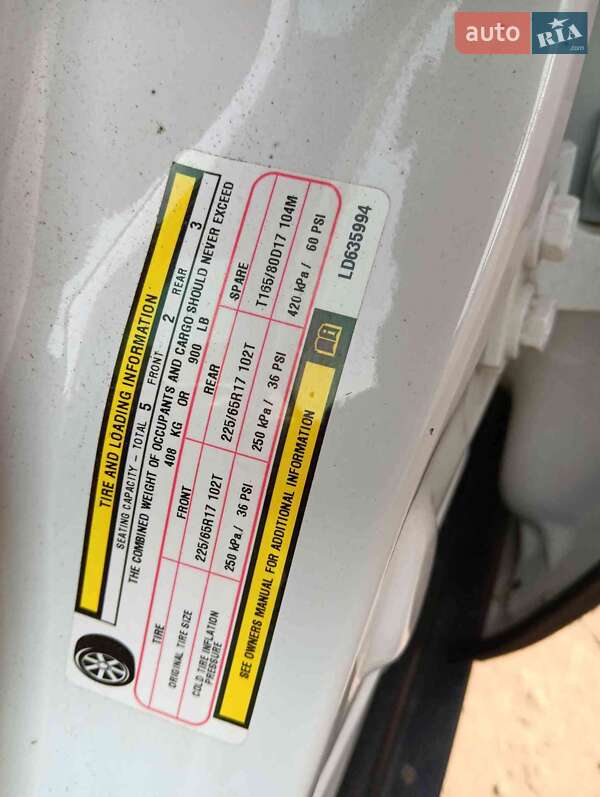 auto RIA.com
TIRE AND LOADING INFORMATION
SEATING CAPACITY - TOTAL 5 FRONT 2 REAR 3
THE COMBINED WEIGHT OF OCCUPANTS AND CARGO SHOULD NEVER EXCEED
408 KG OR 900 LB
TIRE FRONT REAR SPARE
ORIGINAL TIRE SIZE 225/65R17 102T 225/65R17 102T T165/80D17 104M
COLD TIRE INFLATION
PRESSURE 250 kPa/ 36 PSI 250 kPa/ 36 PSI 420 kPa/ 60 PSI
SEE OWNERS MANUAL FOR ADDITIONAL INFORMATION
LD635994